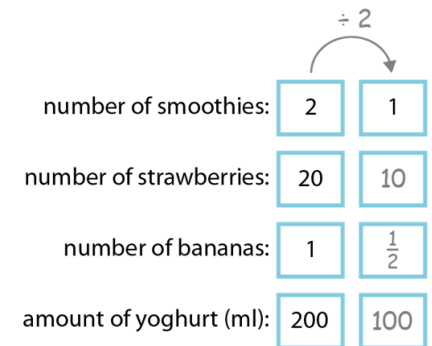 ÷ 2
number of smoothies: 2 1
number of strawberries: 20 10
number of bananas: 1 1/2
amount of yoghurt (ml): 200 100